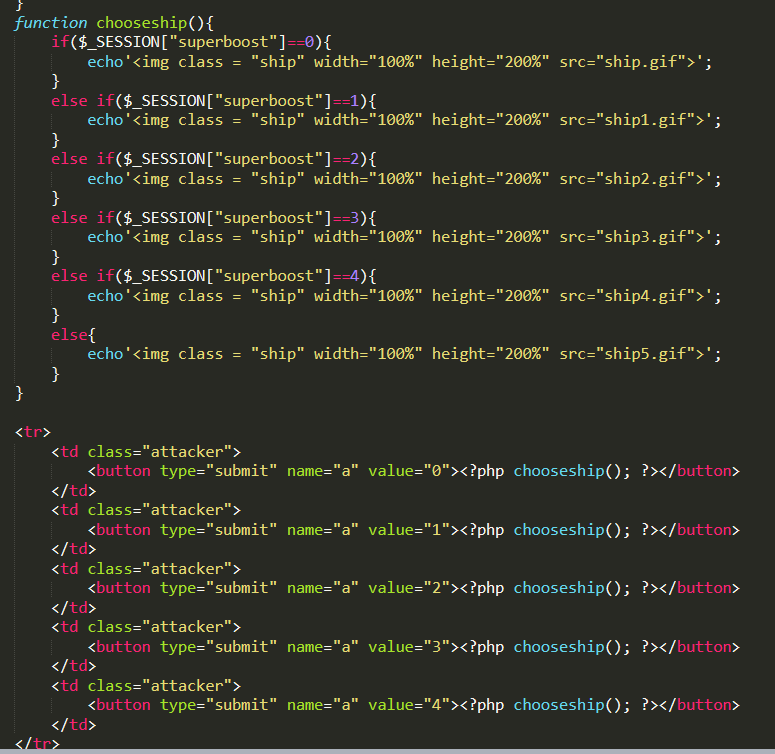 }
function chooseship(){
    if($_SESSION["superboost"]==0){
        echo'<img class = "ship" width="100%" height="200%" src="ship.gif">';
    }
    else if($_SESSION["superboost"]==1){
        echo'<img class = "ship" width="100%" height="200%" src="ship1.gif">';
    }
    else if($_SESSION["superboost"]==2){
        echo'<img class = "ship" width="100%" height="200%" src="ship2.gif">';
    }
    else if($_SESSION["superboost"]==3){
        echo'<img class = "ship" width="100%" height="200%" src="ship3.gif">';
    }
    else if($_SESSION["superboost"]==4){
        echo'<img class = "ship" width="100%" height="200%" src="ship4.gif">';
    }
    else{
        echo'<img class = "ship" width="100%" height="200%" src="ship5.gif">';
    }
}

<tr>
    <td class="attacker">
        <button type="submit" name="a" value="0"><?php chooseship(); ?></button>
    </td>
    <td class="attacker">
        <button type="submit" name="a" value="1"><?php chooseship(); ?></button>
    </td>
    <td class="attacker">
        <button type="submit" name="a" value="2"><?php chooseship(); ?></button>
    </td>
    <td class="attacker">
        <button type="submit" name="a" value="3"><?php chooseship(); ?></button>
    </td>
    <td class="attacker">
        <button type="submit" name="a" value="4"><?php chooseship(); ?></button>
    </td>
</tr>